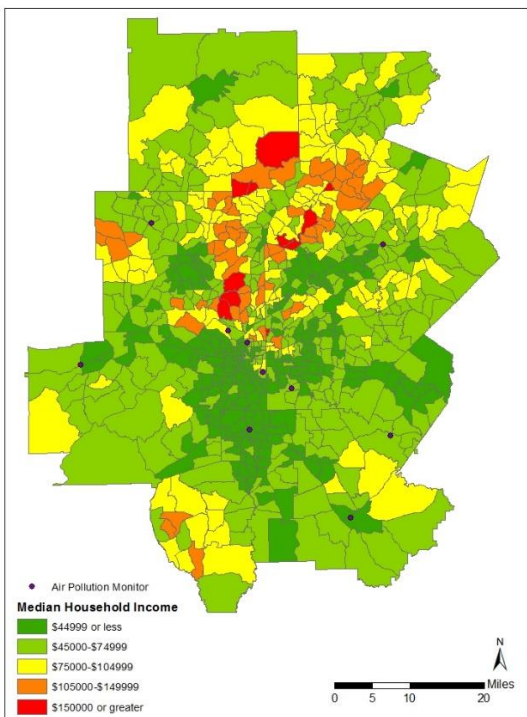 Air Pollution Monitor
Median Household Income
$44999 or less
$45000-$74999
$75000-$104999
$105000-$149999
$150000 or greater
N
Miles
0 5 10 20